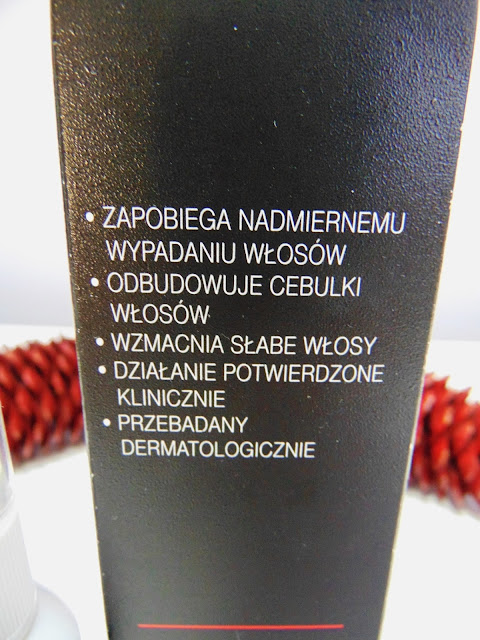 • ZAPOBIEGA NADMIERNEMU
WYPADANIU WŁOSÓW
• ODBUDOWUJE CEBULKI
WŁOSÓW
• WZMACNIA SŁABE WŁOSY
• DZIAŁANIE POTWIERDZONE
KLINICZNIE
• PRZEBADANY
DERMATOLOGICZNIE